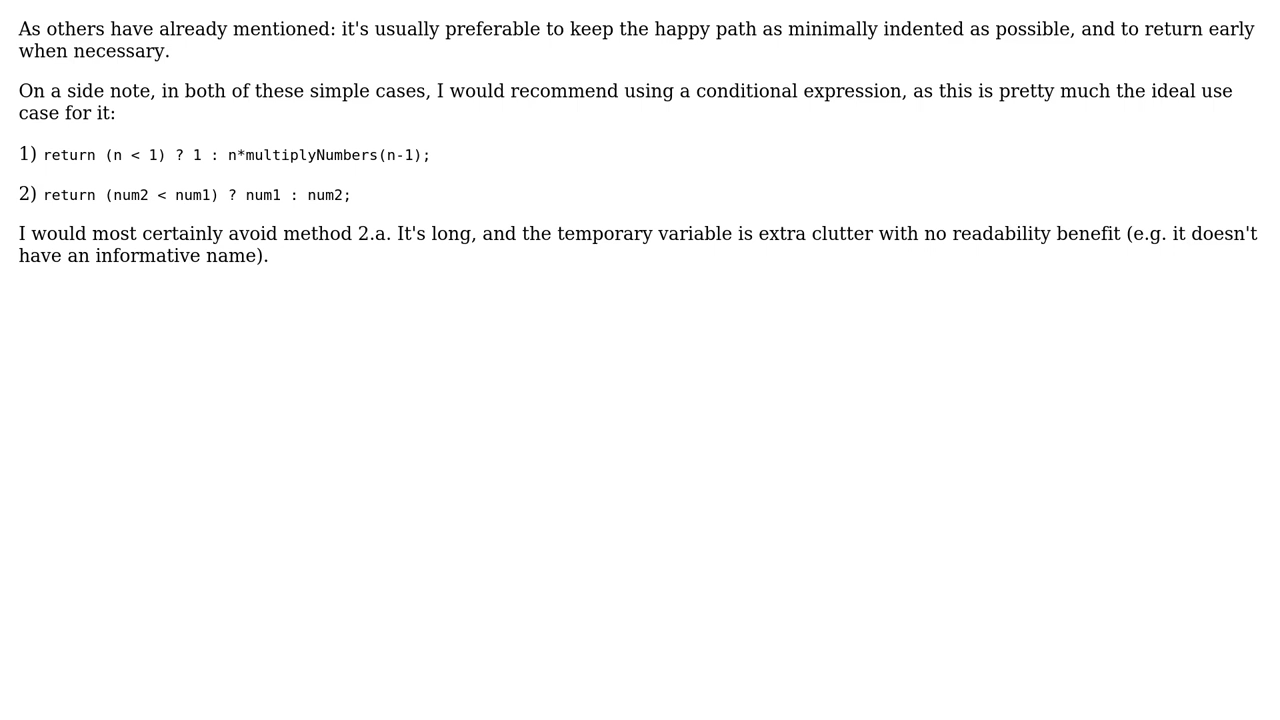 As others have already mentioned: it's usually preferable to keep the happy path as minimally indented as possible, and to return early
when necessary.
On a side note, in both of these simple cases, I would recommend using a conditional expression, as this is pretty much the ideal use
case for it:
1) return (n < 1) ? 1 : n*multiplyNumbers(n-1);
2) return (num2 < num1) ? num1 : num2;
I would most certainly avoid method 2.a. It's long, and the temporary variable is extra clutter with no readability benefit (e.g. it doesn't
have an informative name).